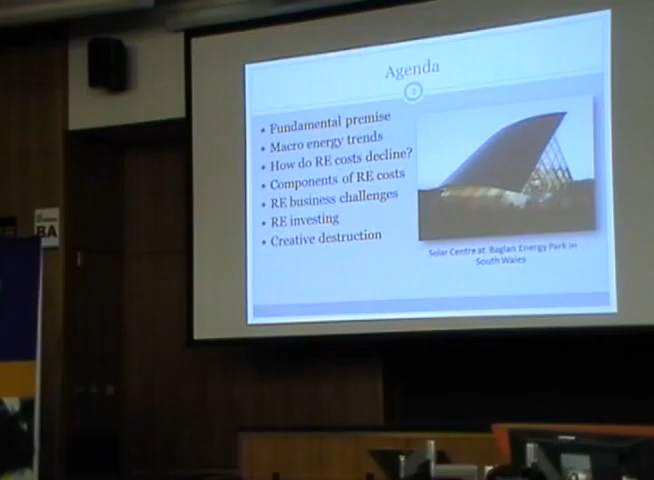 Agenda
• Fundamental premise
• Macro energy trends
• How do RE costs decline?
• Components of RE costs
• RE business challenges
• RE investing
• Creative destruction
Solar Centre at Baglan Energy Park in
South Wales
BA